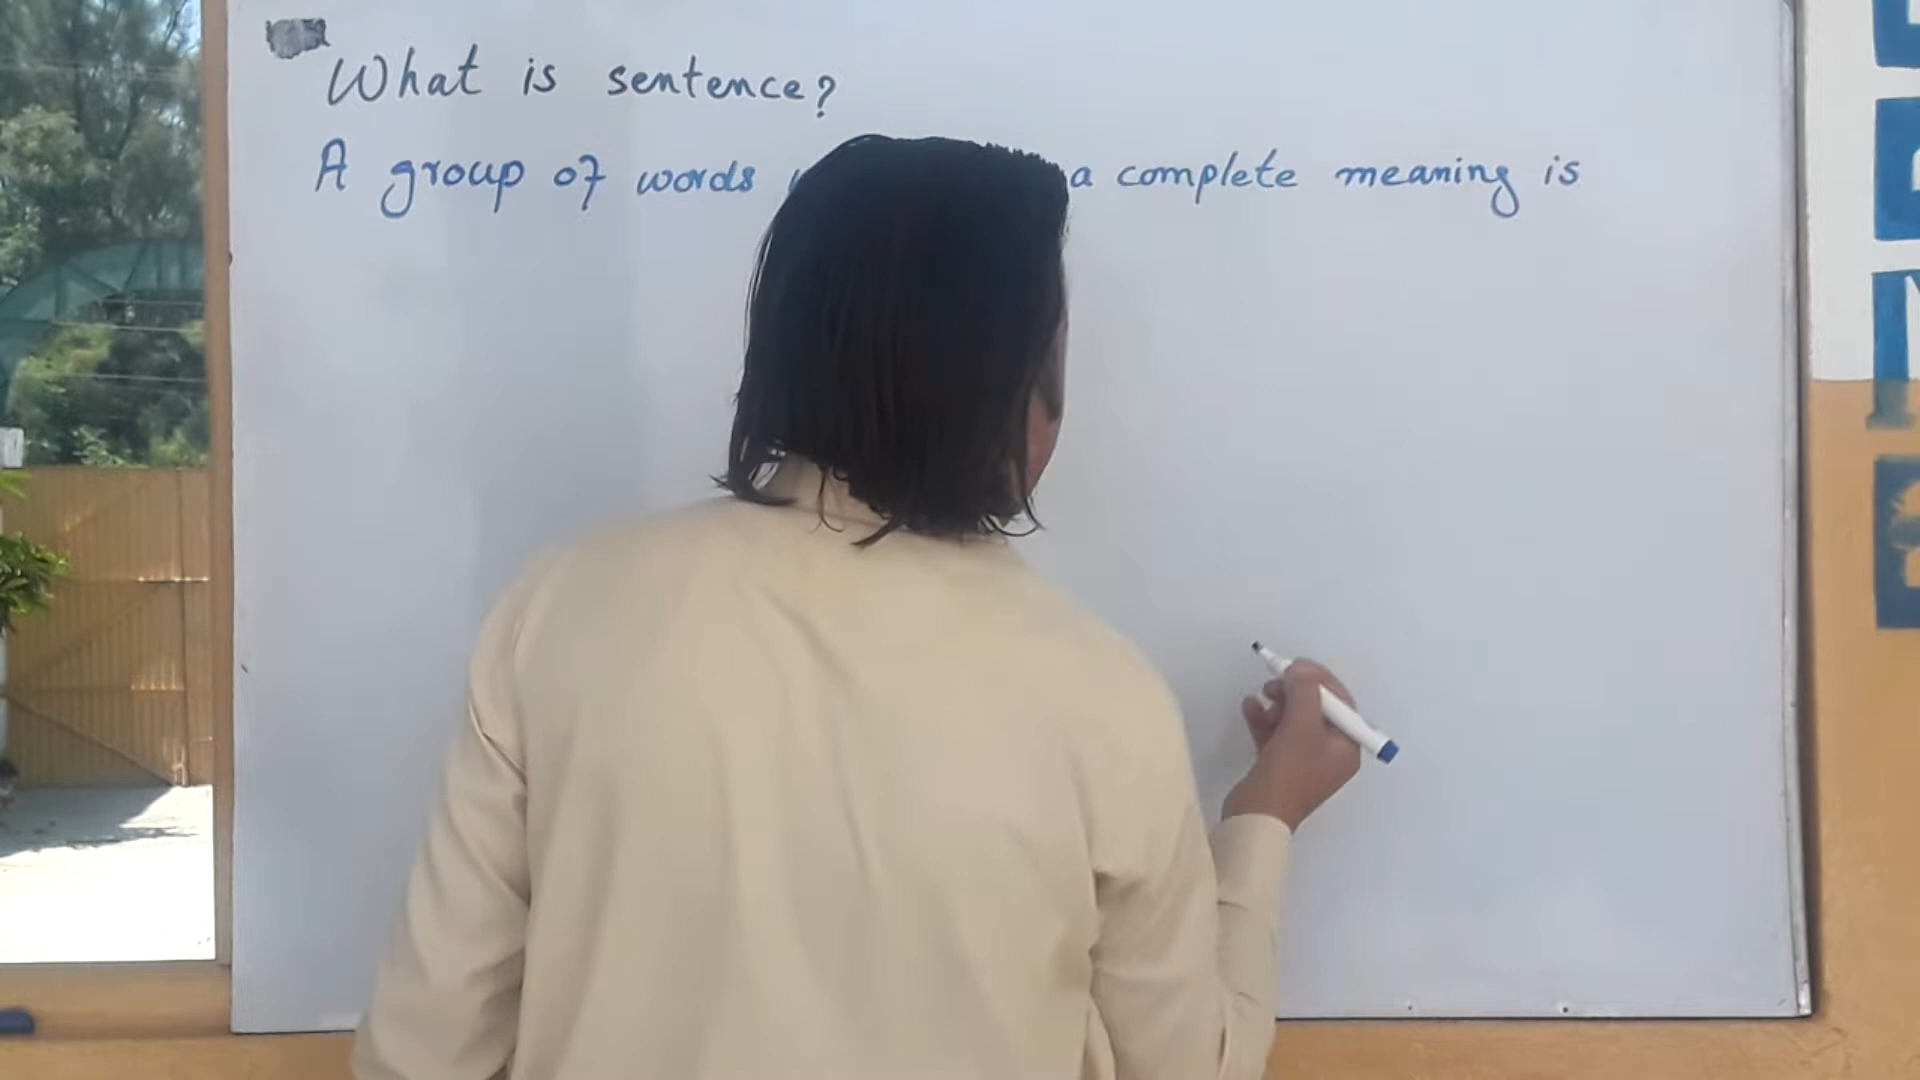 What is sentence?
A group of words a complete meaning is